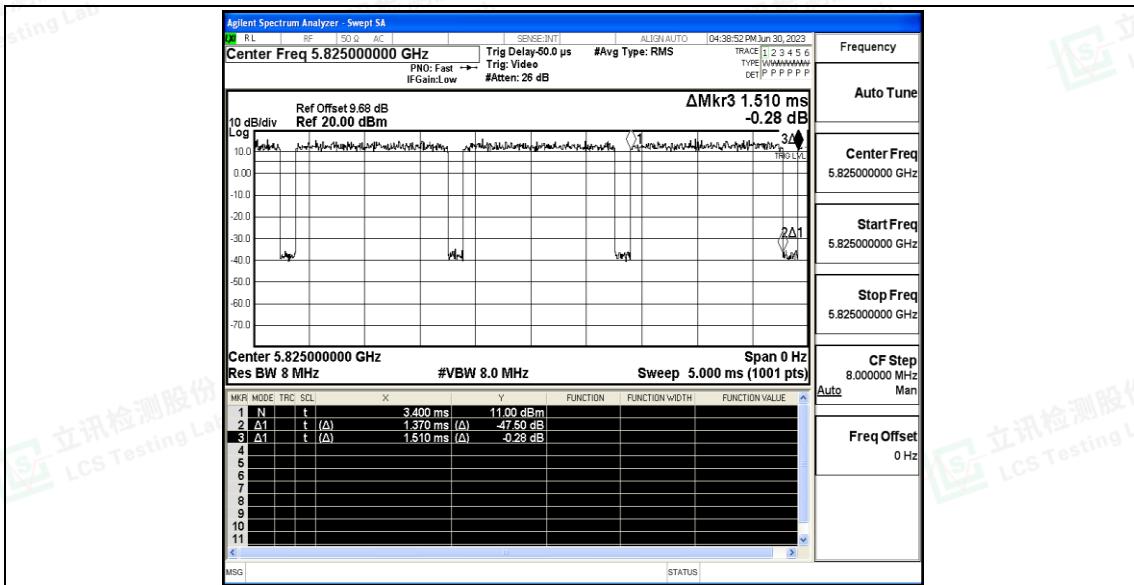 Agilent Spectrum Analyzer - Swept SA
RL RF 50 Ω AC SENSE:INT ALIGN AUTO 04:38:52 PM Jun 30, 2023
Center Freq 5.825000000 GHz
PNO: Fast
IFGain:Low
Trig Delay-50.0 µs
Trig: Video
#Atten: 26 dB
#Avg Type: RMS
TRACE 1 2 3 4 5 6
TYPE WWWWWW
DET P P P P P P
Frequency
Auto Tune
Center Freq
5.825000000 GHz
Start Freq
5.825000000 GHz
Stop Freq
5.825000000 GHz
CF Step
8.000000 MHz
Auto Man
Freq Offset
0 Hz
ΔMkr3 1.510 ms
-0.28 dB
Ref Offset 9.68 dB
10 dB/div Ref 20.00 dBm
Log
10.0
0.00
-10.0
-20.0
-30.0
-40.0
-50.0
-60.0
-70.0
1
3Δ1
TRIG LVL
2Δ1
Center 5.825000000 GHz Span 0 Hz
Res BW 8 MHz #VBW 8.0 MHz Sweep 5.000 ms (1001 pts)
MKR MODE TRC SCL X Y FUNCTION FUNCTION WIDTH FUNCTION VALUE
1 N t 3.400 ms 11.00 dBm
2 Δ1 t (Δ) 1.370 ms (Δ) -47.50 dB
3 Δ1 t (Δ) 1.510 ms (Δ) -0.28 dB
4
5
6
7
8
9
10
11
MSG STATUS
立讯检测股份
LCS Testing Lab
立讯检测股份
LCS Testing L